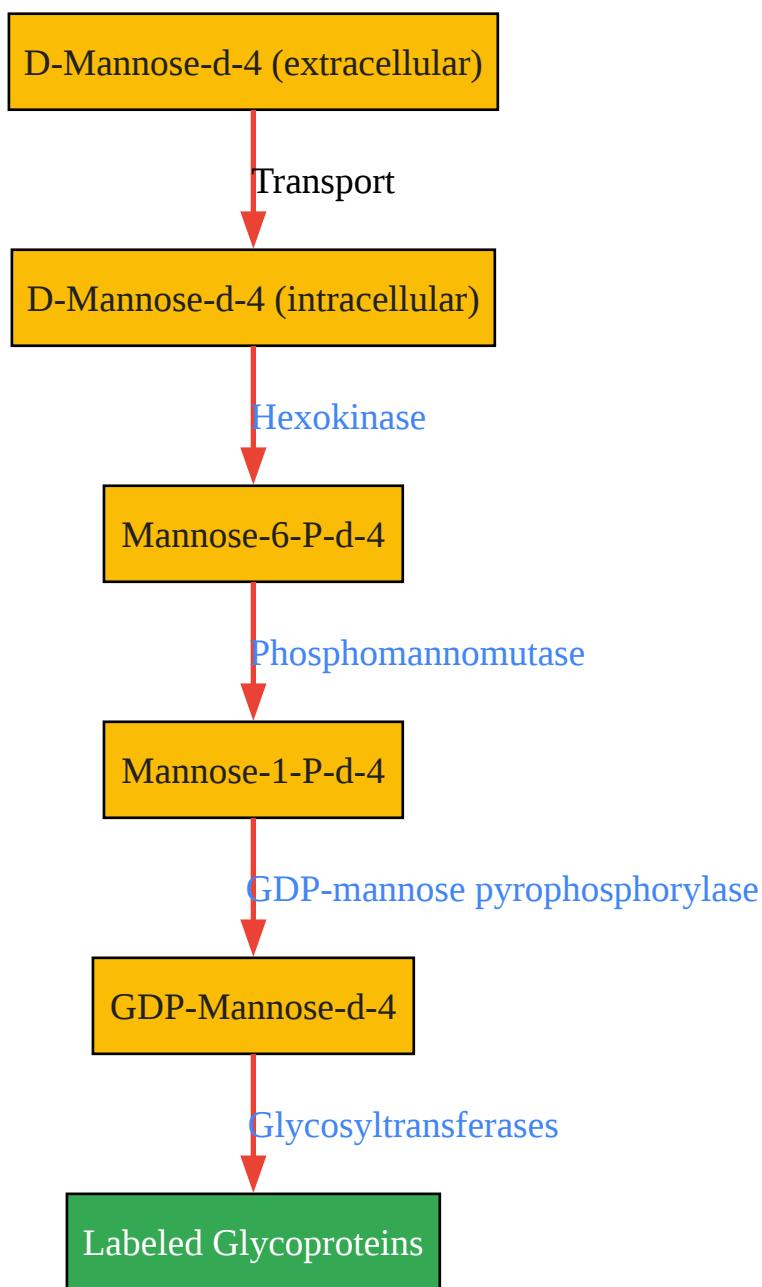 D-Mannose-d-4 (extracellular)
Transport
D-Mannose-d-4 (intracellular)
Hexokinase
Mannose-6-P-d-4
Phosphomannomutase
Mannose-1-P-d-4
GDP-mannose pyrophosphorylase
GDP-Mannose-d-4
Glycosyltransferases
Labeled Glycoproteins